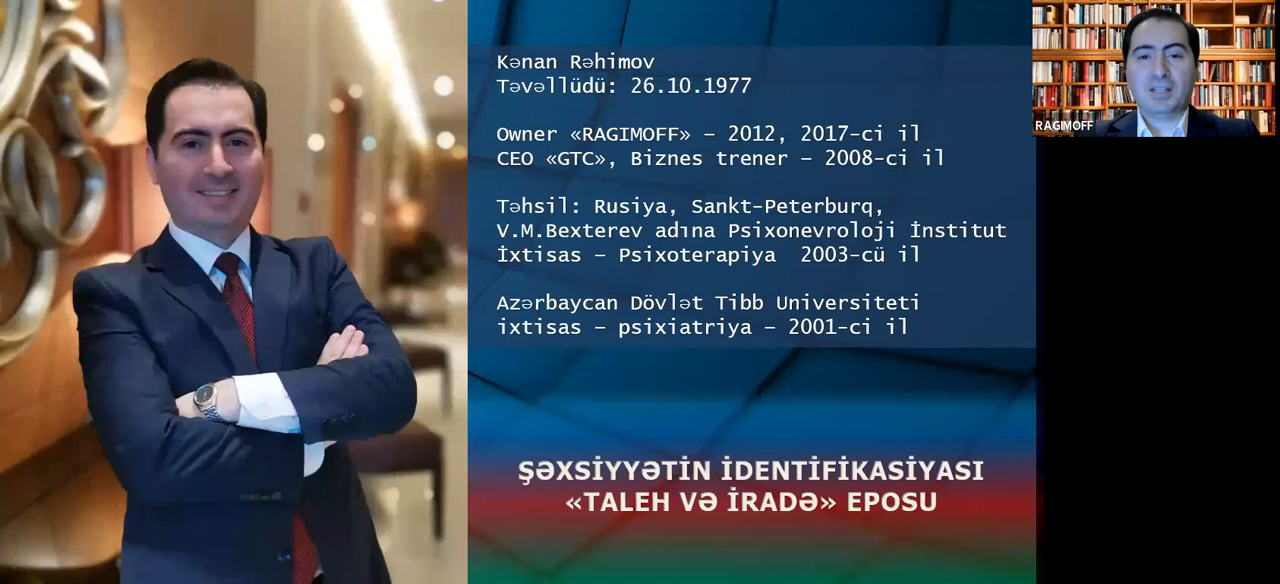 Kənan Rəhimov
Təvəllüdü: 26.10.1977
Owner «RAGIMOFF» – 2012, 2017-ci il
CEO «GTC», Biznes trener – 2008-ci il
Təhsil: Rusiya, Sankt-Peterburq,
V.M.Bexterev adına Psixonevroloji İnstitut
İxtisas – Psixoterapiya 2003-cü il
Azərbaycan Dövlət Tibb Universiteti
ixtisas – psixiatriya – 2001-ci il
ŞƏXSİYYƏTİN İDENTİFİKASİYASI
«TALEH VƏ İRADƏ» EPOSU
RAGIMOFF